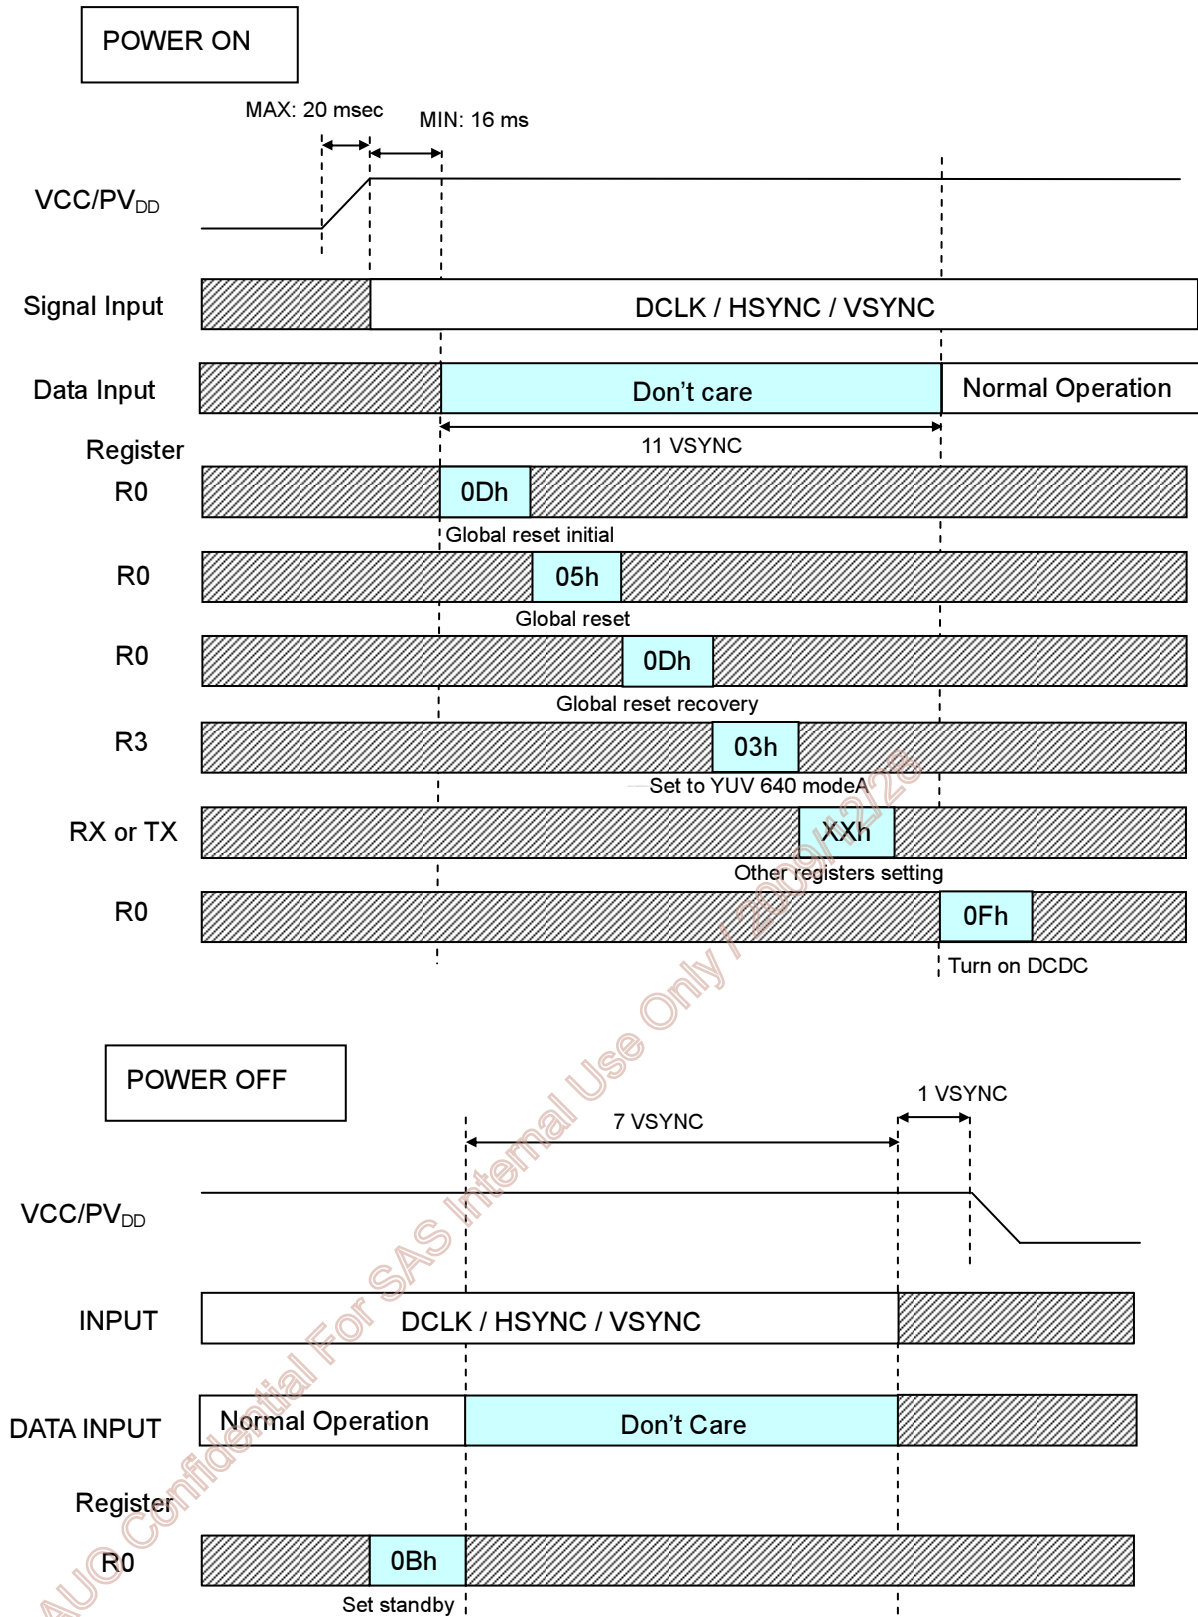 POWER ON
MAX: 20 msec
MIN: 16 ms
VCC/PVDD
Signal Input
DCLK / HSYNC / VSYNC
Data Input
Don't care
Normal Operation
11 VSYNC
Register
R0
0Dh
Global reset initial
R0
05h
Global reset
R0
0Dh
Global reset recovery
R3
03h
Set to YUV 640 modeA
RX or TX
XXh
Other registers setting
R0
0Fh
Turn on DCDC
POWER OFF
1 VSYNC
7 VSYNC
VCC/PVDD
INPUT
DCLK / HSYNC / VSYNC
DATA INPUT
Normal Operation
Don't Care
Register
R0
0Bh
Set standby
AUO Confidential For SAS Internal Use Only / 2009/12/28